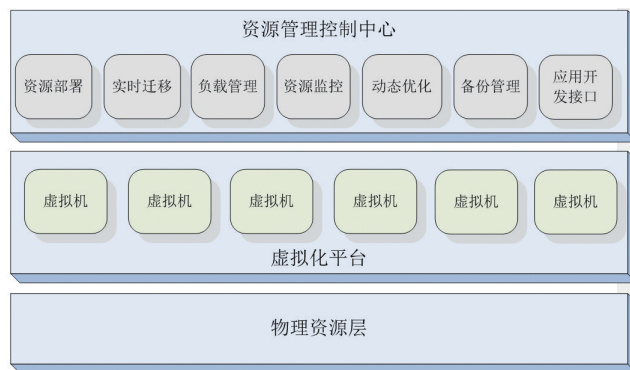 资源管理控制中心
资源部署 实时迁移 负载管理 资源监控 动态优化 备份管理 应用开
发接口
虚拟机 虚拟机 虚拟机 虚拟机 虚拟机 虚拟机
虚拟化平台
物理资源层